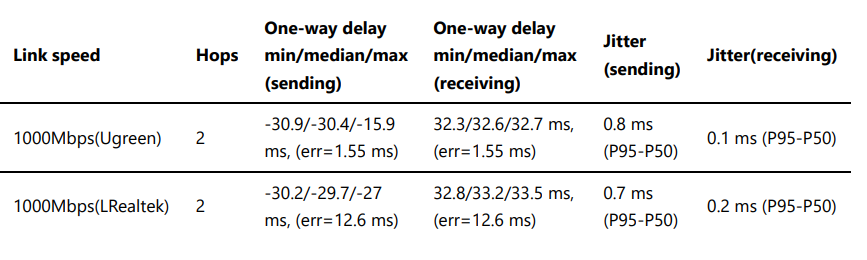 Link speed
Hops
One-way delay
min/median/max
(sending)
One-way delay
min/median/max
(receiving)
Jitter
(sending)
Jitter(receiving)
1000Mbps(Ugreen)
2
-30.9/-30.4/-15.9
ms, (err=1.55 ms)
32.3/32.6/32.7 ms,
(err=1.55 ms)
0.8 ms
(P95-P50)
0.1 ms (P95-P50)
1000Mbps(LRealtek)
2
-30.2/-29.7/-27
ms, (err=12.6 ms)
32.8/33.2/33.5 ms,
(err=12.6 ms)
0.7 ms
(P95-P50)
0.2 ms (P95-P50)